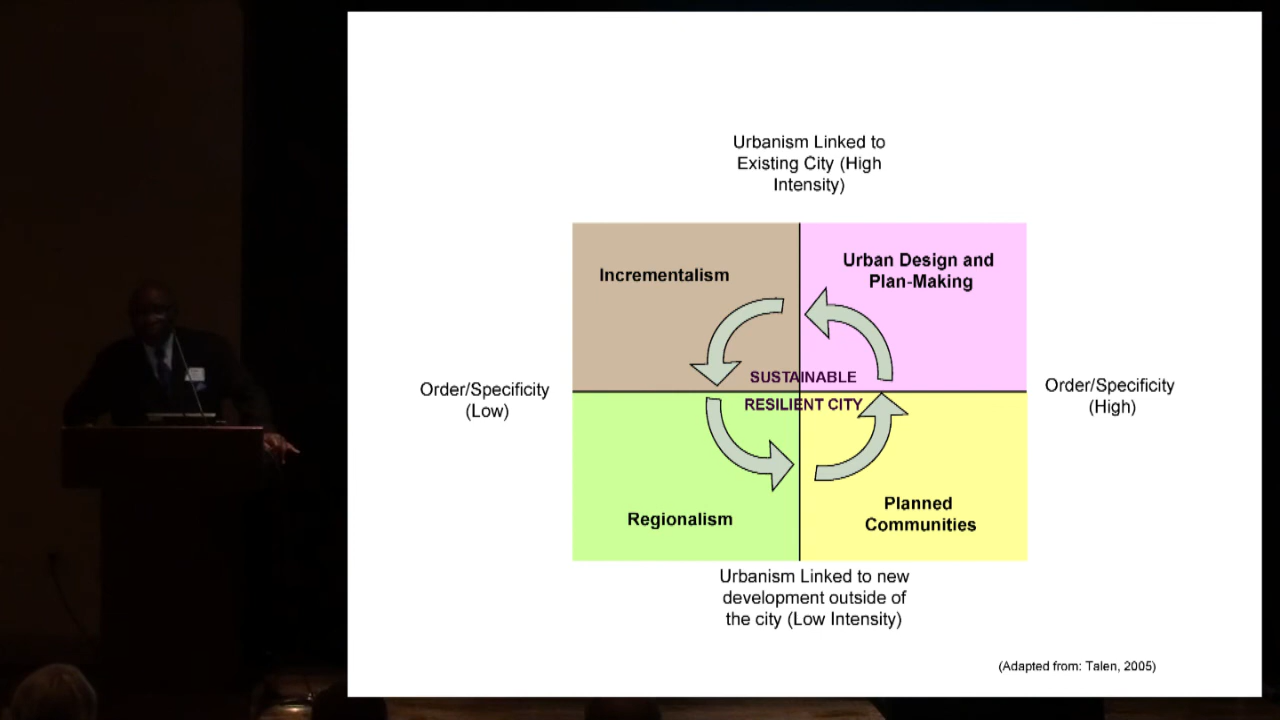 Urbanism Linked to
Existing City (High
Intensity)
Incrementalism
Urban Design and
Plan-Making
Order/Specificity
(Low)
SUSTAINABLE
RESILIENT CITY
Order/Specificity
(High)
Regionalism
Planned
Communities
Urbanism Linked to new
development outside of
the city (Low Intensity)
(Adapted from: Talen, 2005)